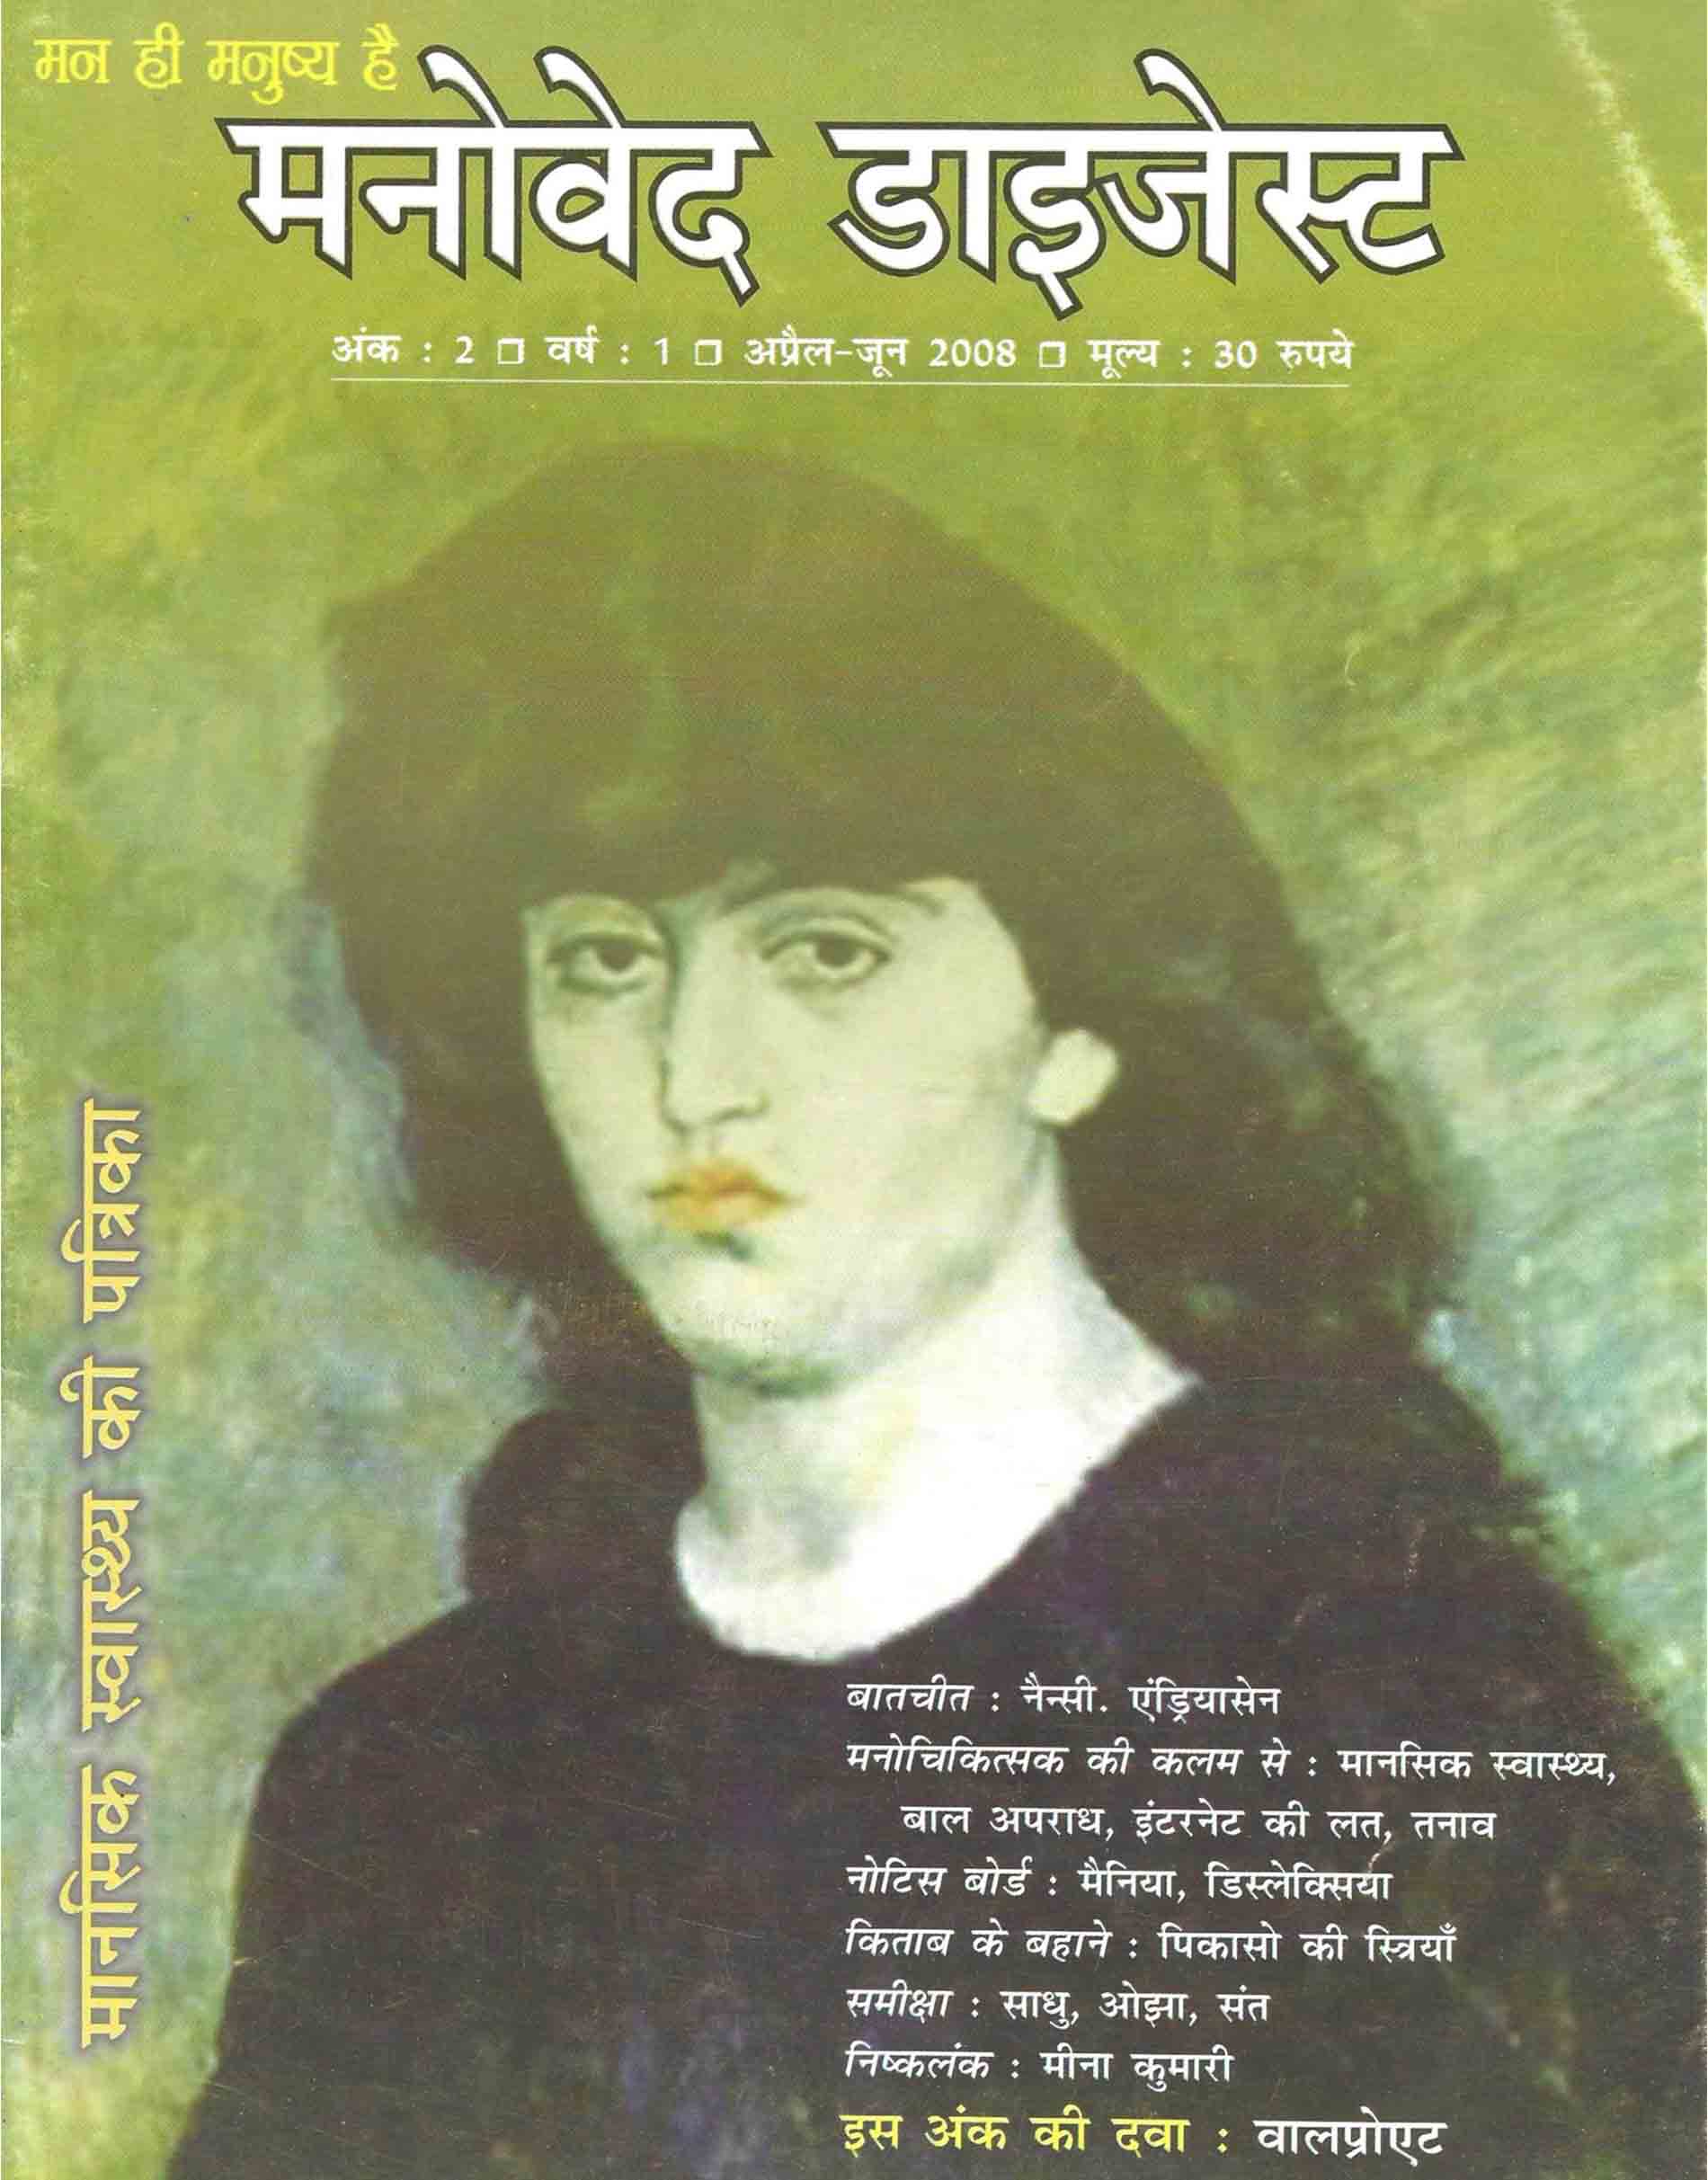 मन ही मनुष्य है
मनोवेद डाइजेस्ट
अंक : 2 ❒ वर्ष : 1 ❒ अप्रैल-जून 2008 ❒ मूल्य : 30 रुपये
मानसिक स्वास्थ्य की पत्रिका
बातचीत : नैन्सी. एंड्रियासेन
मनोचिकित्सक की कलम से : मानसिक स्वास्थ्य,
बाल अपराध, इंटरनेट की लत, तनाव
नोटिस बोर्ड : मैनिया, डिस्लेक्सिया
किताब के बहाने : पिकासो की स्त्रियाँ
समीक्षा : साधु, ओझा, संत
निष्कलंक : मीना कुमारी
इस अंक की दवा : वालप्रोएट